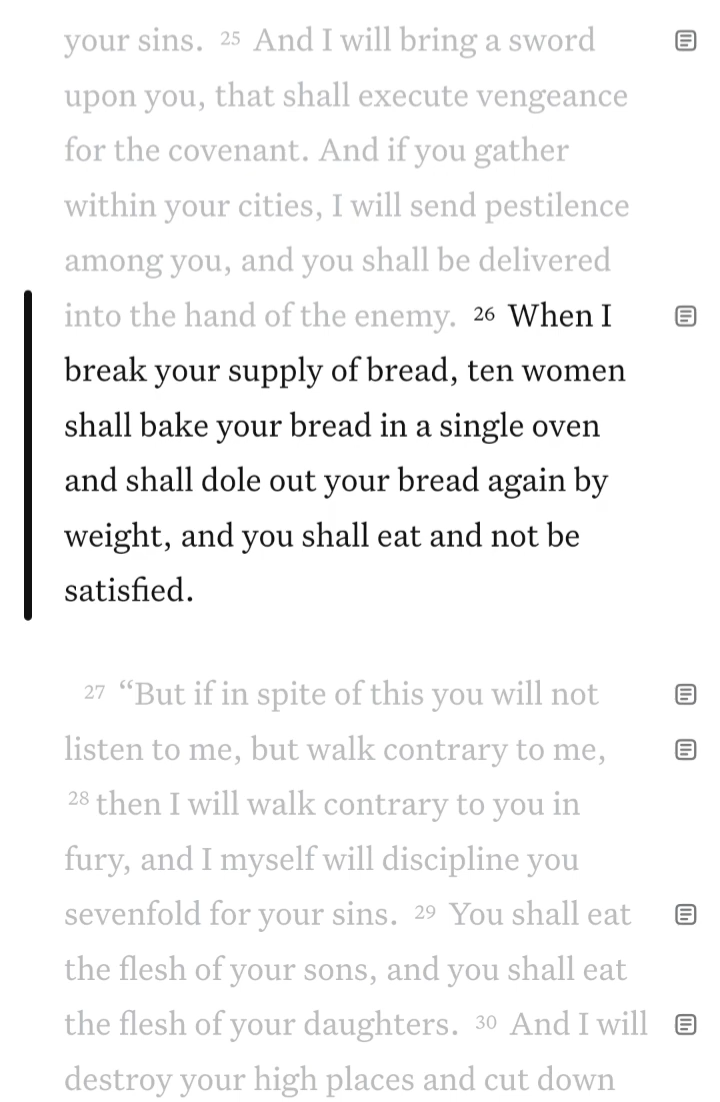 your sins. 25 And I will bring a sword
upon you, that shall execute vengeance
for the covenant. And if you gather
within your cities, I will send pestilence
among you, and you shall be delivered
into the hand of the enemy. 26 When I
break your supply of bread, ten women
shall bake your bread in a single oven
and shall dole out your bread again by
weight, and you shall eat and not be
satisfied.
27 “But if in spite of this you will not
listen to me, but walk contrary to me,
28 then I will walk contrary to you in
fury, and I myself will discipline you
sevenfold for your sins. 29 You shall eat
the flesh of your sons, and you shall eat
the flesh of your daughters. 30 And I will
destroy your high places and cut down